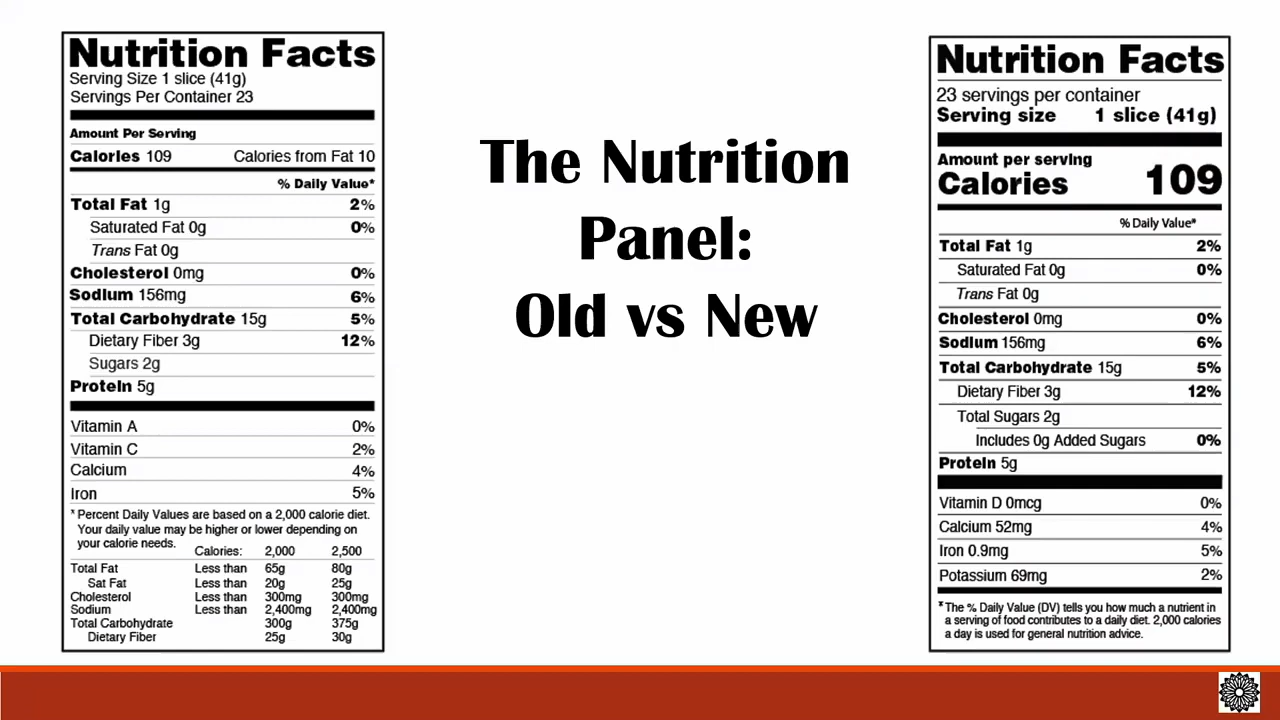 Nutrition Facts
Serving Size 1 slice (41g)
Servings Per Container 23
Amount Per Serving
Calories 109 Calories from Fat 10
% Daily Value*
Total Fat 1g 2%
Saturated Fat 0g 0%
Trans Fat 0g
Cholesterol 0mg 0%
Sodium 156mg 6%
Total Carbohydrate 15g 5%
Dietary Fiber 3g 12%
Sugars 2g
Protein 5g
Vitamin A 0%
Vitamin C 2%
Calcium 4%
Iron 5%
* Percent Daily Values are based on a 2,000 calorie diet.
Your daily value may be higher or lower depending on
your calorie needs.
Calories: 2,000 2,500
Total Fat Less than 65g 80g
Sat Fat Less than 20g 25g
Cholesterol Less than 300mg 300mg
Sodium Less than 2,400mg 2,400mg
Total Carbohydrate 300g 375g
Dietary Fiber 25g 30g
The Nutrition
Panel:
Old vs New
Nutrition Facts
23 servings per container
Serving size 1 slice (41g)
Amount per serving
Calories 109
% Daily Value*
Total Fat 1g 2%
Saturated Fat 0g 0%
Trans Fat 0g
Cholesterol 0mg 0%
Sodium 156mg 6%
Total Carbohydrate 15g 5%
Dietary Fiber 3g 12%
Total Sugars 2g
Includes 0g Added Sugars 0%
Protein 5g
Vitamin D 0mcg 0%
Calcium 52mg 4%
Iron 0.9mg 5%
Potassium 69mg 2%
* The % Daily Value (DV) tells you how much a nutrient in
a serving of food contributes to a daily diet. 2,000 calories
a day is used for general nutrition advice.